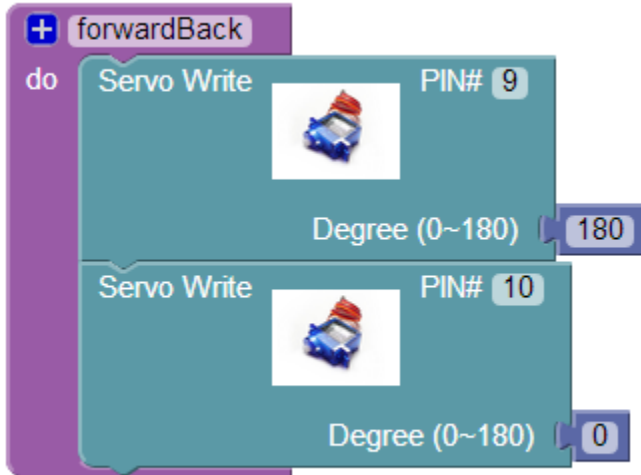 + forwardBack
do Servo Write PIN# 9
Degree (0~180) 180
Servo Write PIN# 10
Degree (0~180) 0